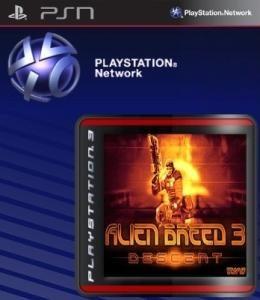 PSN
PlayStation®Network
PLAYSTATION®
Network
PLAYSTATION 3
ALIEN BREED 3
DESCENT